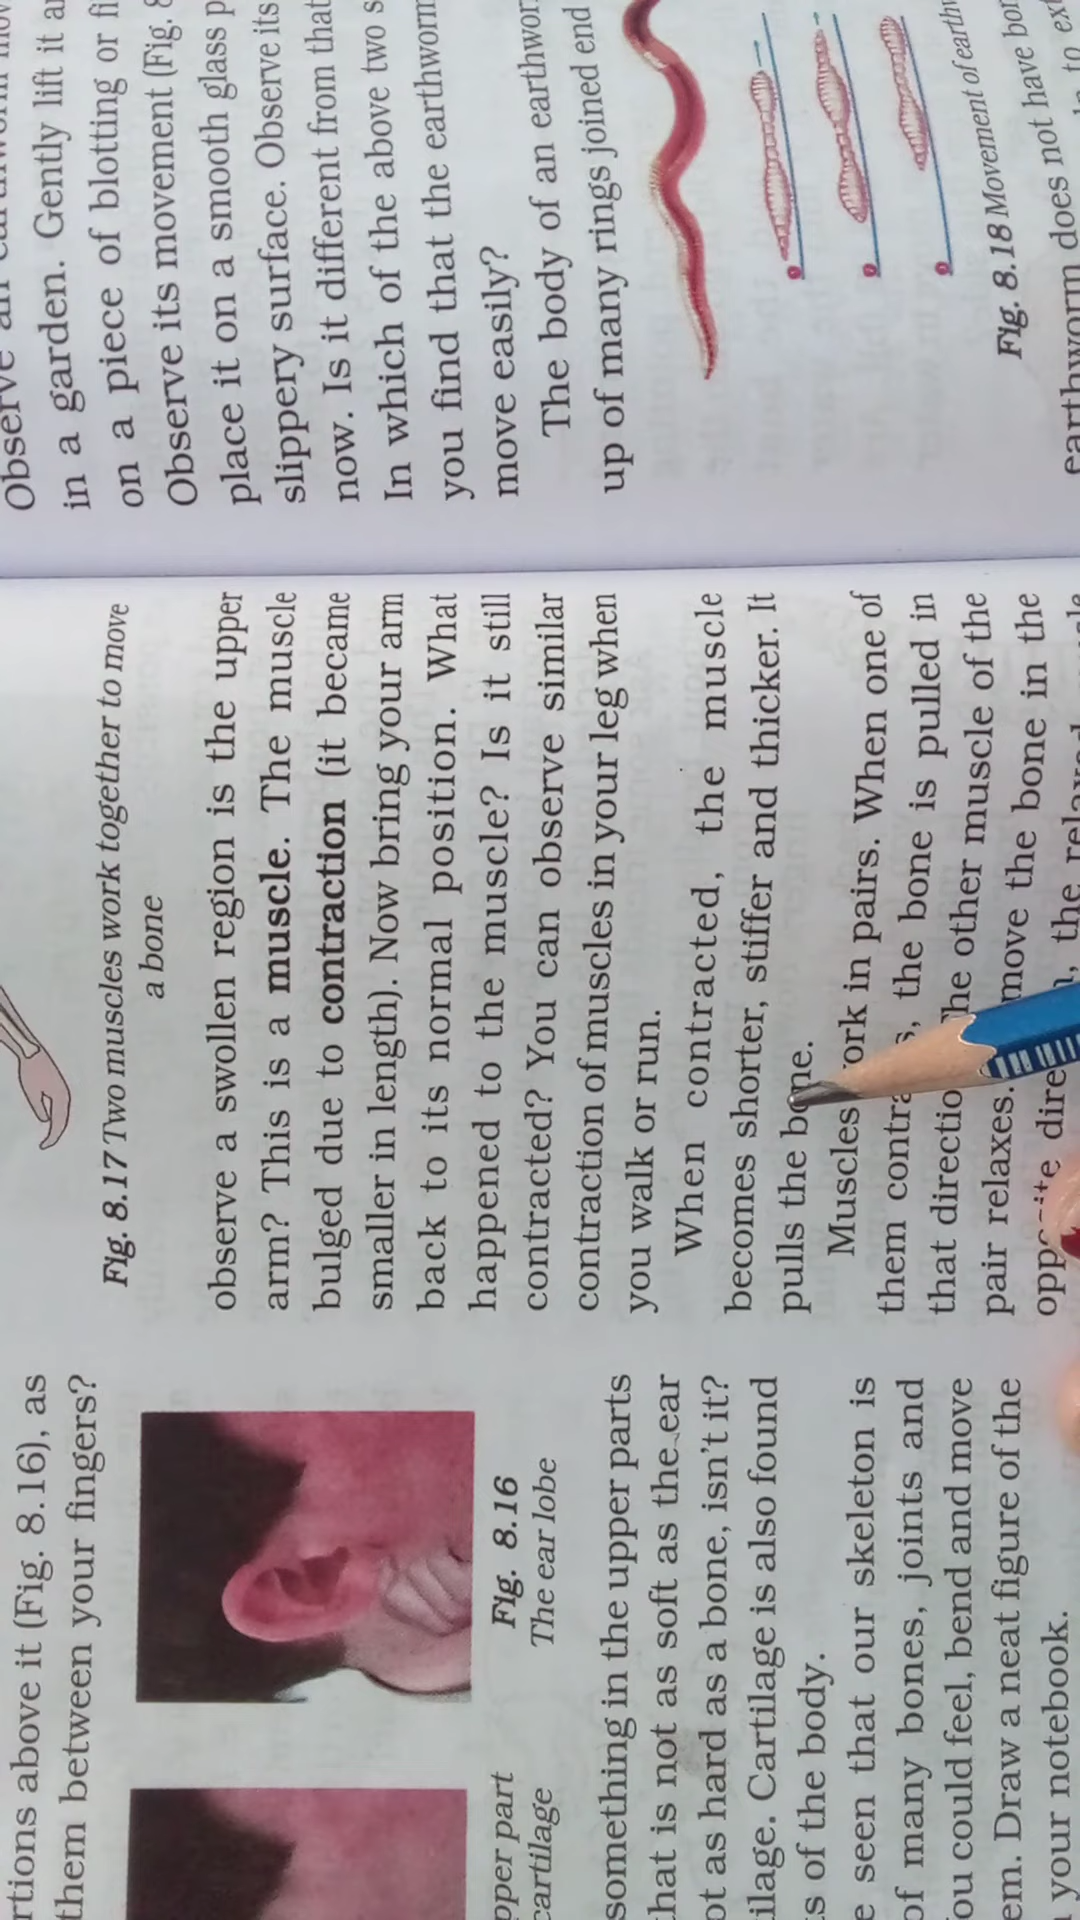 rtions above it (Fig. 8.16), as
them between your fingers?
Fig. 8.16
The ear lobe
pper part
cartilage
something in the upper parts
that is not as soft as the ear
ot as hard as a bone, isn't it?
ilage. Cartilage is also found
s of the body.
e seen that our skeleton is
of many bones, joints and
ou could feel, bend and move
em. Draw a neat figure of the
your notebook.
Fig. 8.17 Two muscles work together to move
a bone
observe a swollen region is the upper
arm? This is a muscle. The muscle
bulged due to contraction (it became
smaller in length). Now bring your arm
back to its normal position. What
happened to the muscle? Is it still
contracted? You can observe similar
contraction of muscles in your leg when
you walk or run.
When contracted, the muscle
becomes shorter, stiffer and thicker. It
pulls the bone.
Muscles ork in pairs. When one of
them contra s, the bone is pulled in
that directio he other muscle of the
pair relaxes. move the bone in the
dire the
Observe
in a garden. Gently lift it
on a piece of blotting or
Observe its movement (Fig. 8
place it on a smooth glass p
slippery surface. Observe its
now. Is it different from that
In which of the above two s
you find that the earthworm
move easily?
The body of an earthwor
up of many rings joined end
Fig. 8.18 Movement of earthw
earthworm does not have bon
to ext